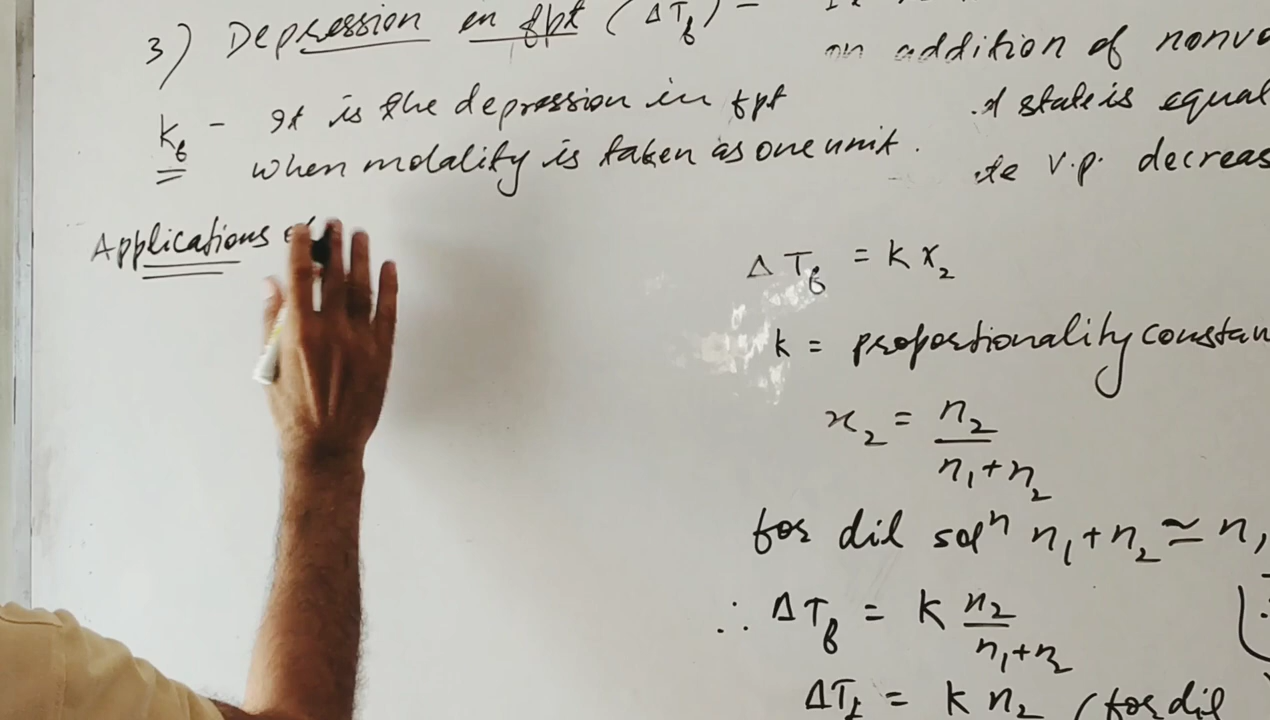 3) Depression in fpt (ΔTf) -
on addition of nonvo
Kf - It is the depression in fpt
d state is equal
when molality is taken as one unit.
v.p. decreas
Applications of
ΔTf = K x2
K = proportionality constan
x2 = n2 / n1+n2
for dil solⁿ n1+n2 ≃ n1
∴ ΔTf = K n2 / n1+n2
ΔTf = K n2 (for dil